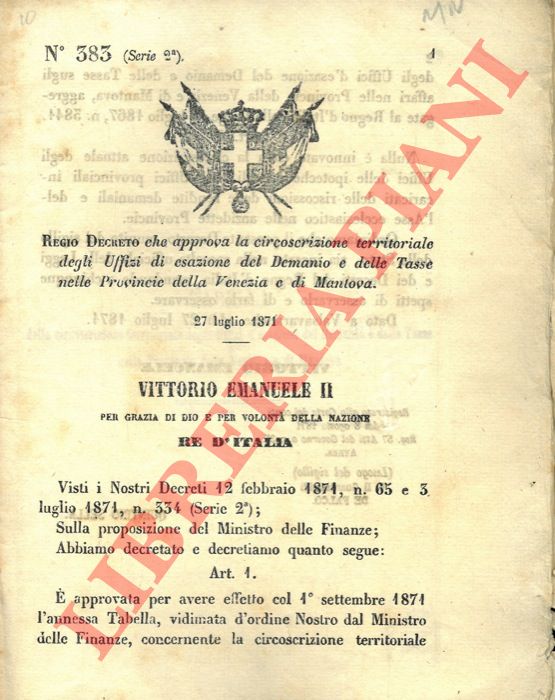 MN
N° 383 (Serie 2ª). 1
REGIO DECRETO che approva la circoscrizione territoriale
degli Uffizi di esazione del Demanio e delle Tasse
nelle Provincie della Venezia e di Mantova.
27 luglio 1871
VITTORIO EMANUELE II
PER GRAZIA DI DIO E PER VOLONTÀ DELLA NAZIONE
RE D'ITALIA
Visti i Nostri Decreti 12 febbraio 1871, n. 65 e 3
luglio 1871, n. 334 (Serie 2ª);
Sulla proposizione del Ministro delle Finanze;
Abbiamo decretato e decretiamo quanto segue:
Art. 1.
È approvata per avere effetto col 1° settembre 1871
l'annessa Tabella, vidimata d'ordine Nostro dal Ministro
delle Finanze, concernente la circoscrizione territoriale
LIBRERIA PIANI